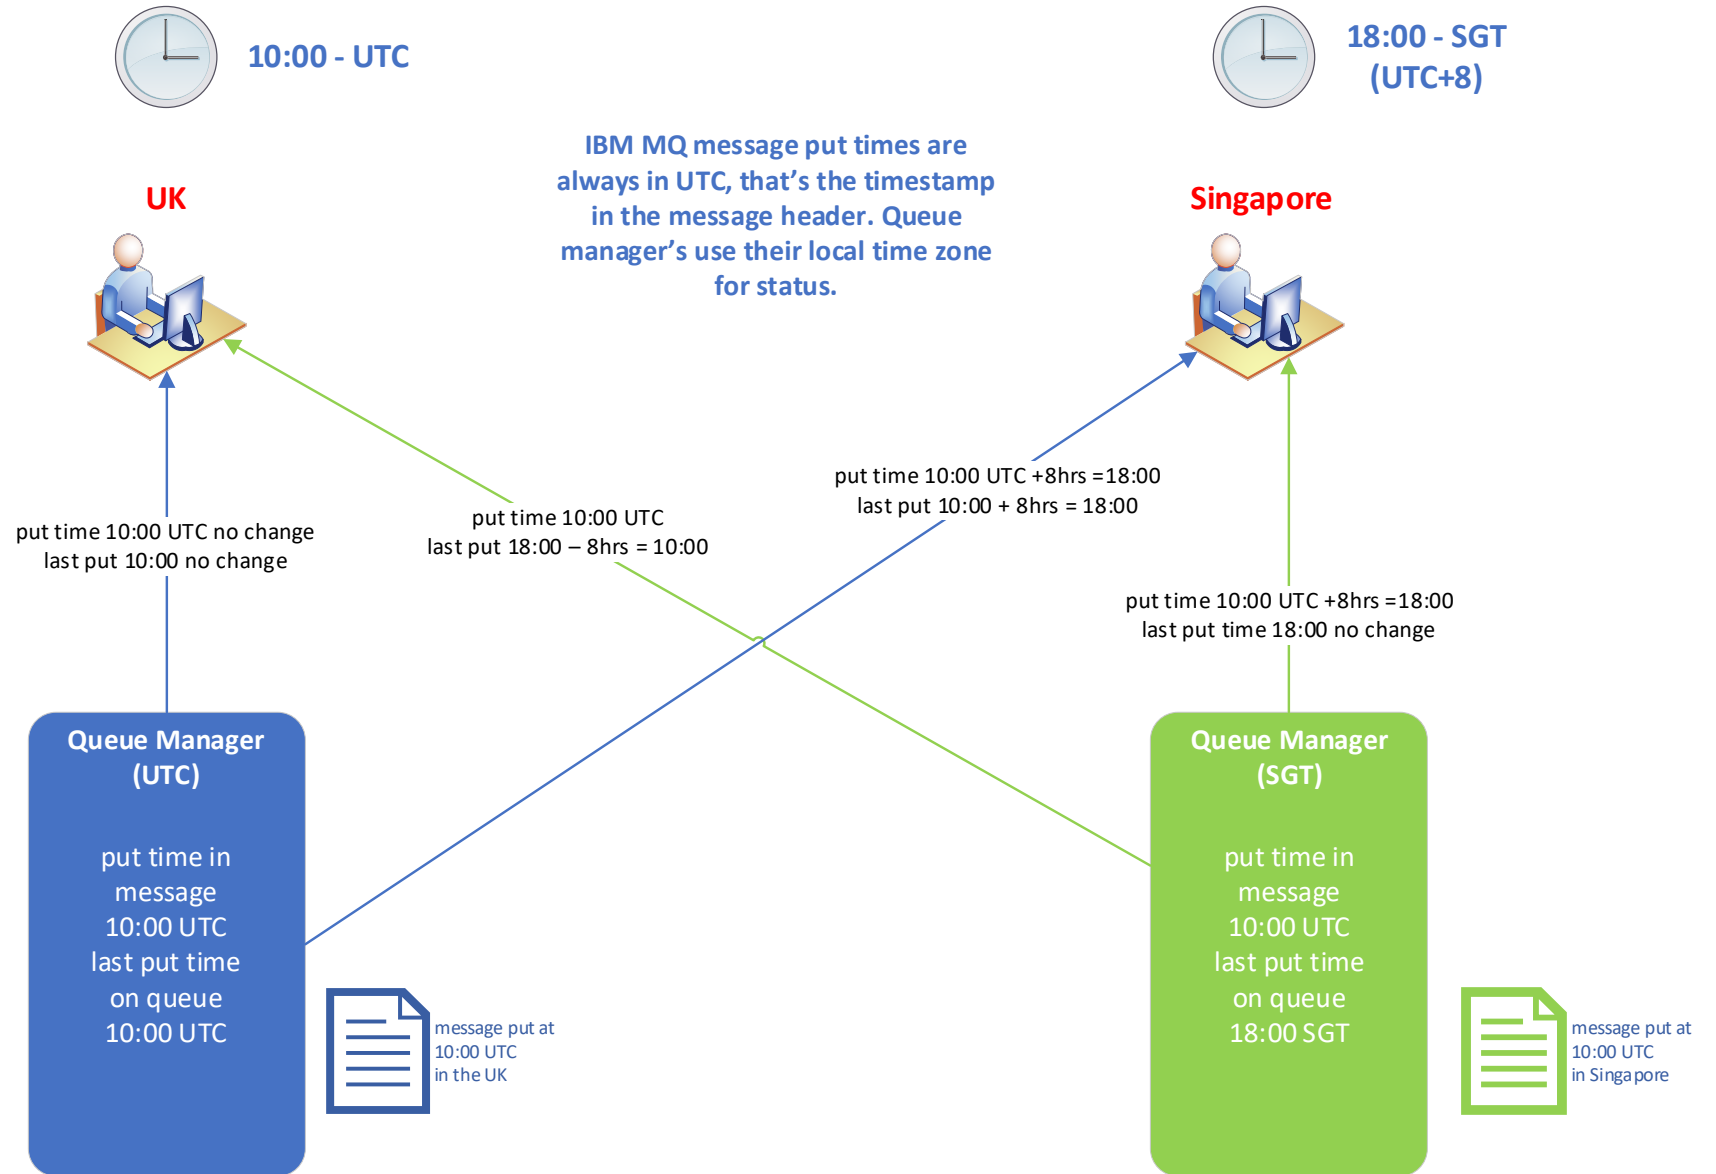 10:00 - UTC
18:00 - SGT
(UTC+8)
IBM MQ message put times are
always in UTC, that’s the timestamp
in the message header. Queue
manager’s use their local time zone
for status.
UK
Singapore
put time 10:00 UTC no change
last put 10:00 no change
put time 10:00 UTC
last put 18:00 – 8hrs = 10:00
put time 10:00 UTC +8hrs =18:00
last put 10:00 + 8hrs = 18:00
put time 10:00 UTC +8hrs =18:00
last put time 18:00 no change
Queue Manager
(UTC)
put time in
message
10:00 UTC
last put time
on queue
10:00 UTC
message put at
10:00 UTC
in the UK
Queue Manager
(SGT)
put time in
message
10:00 UTC
last put time
on queue
18:00 SGT
message put at
10:00 UTC
in Singapore